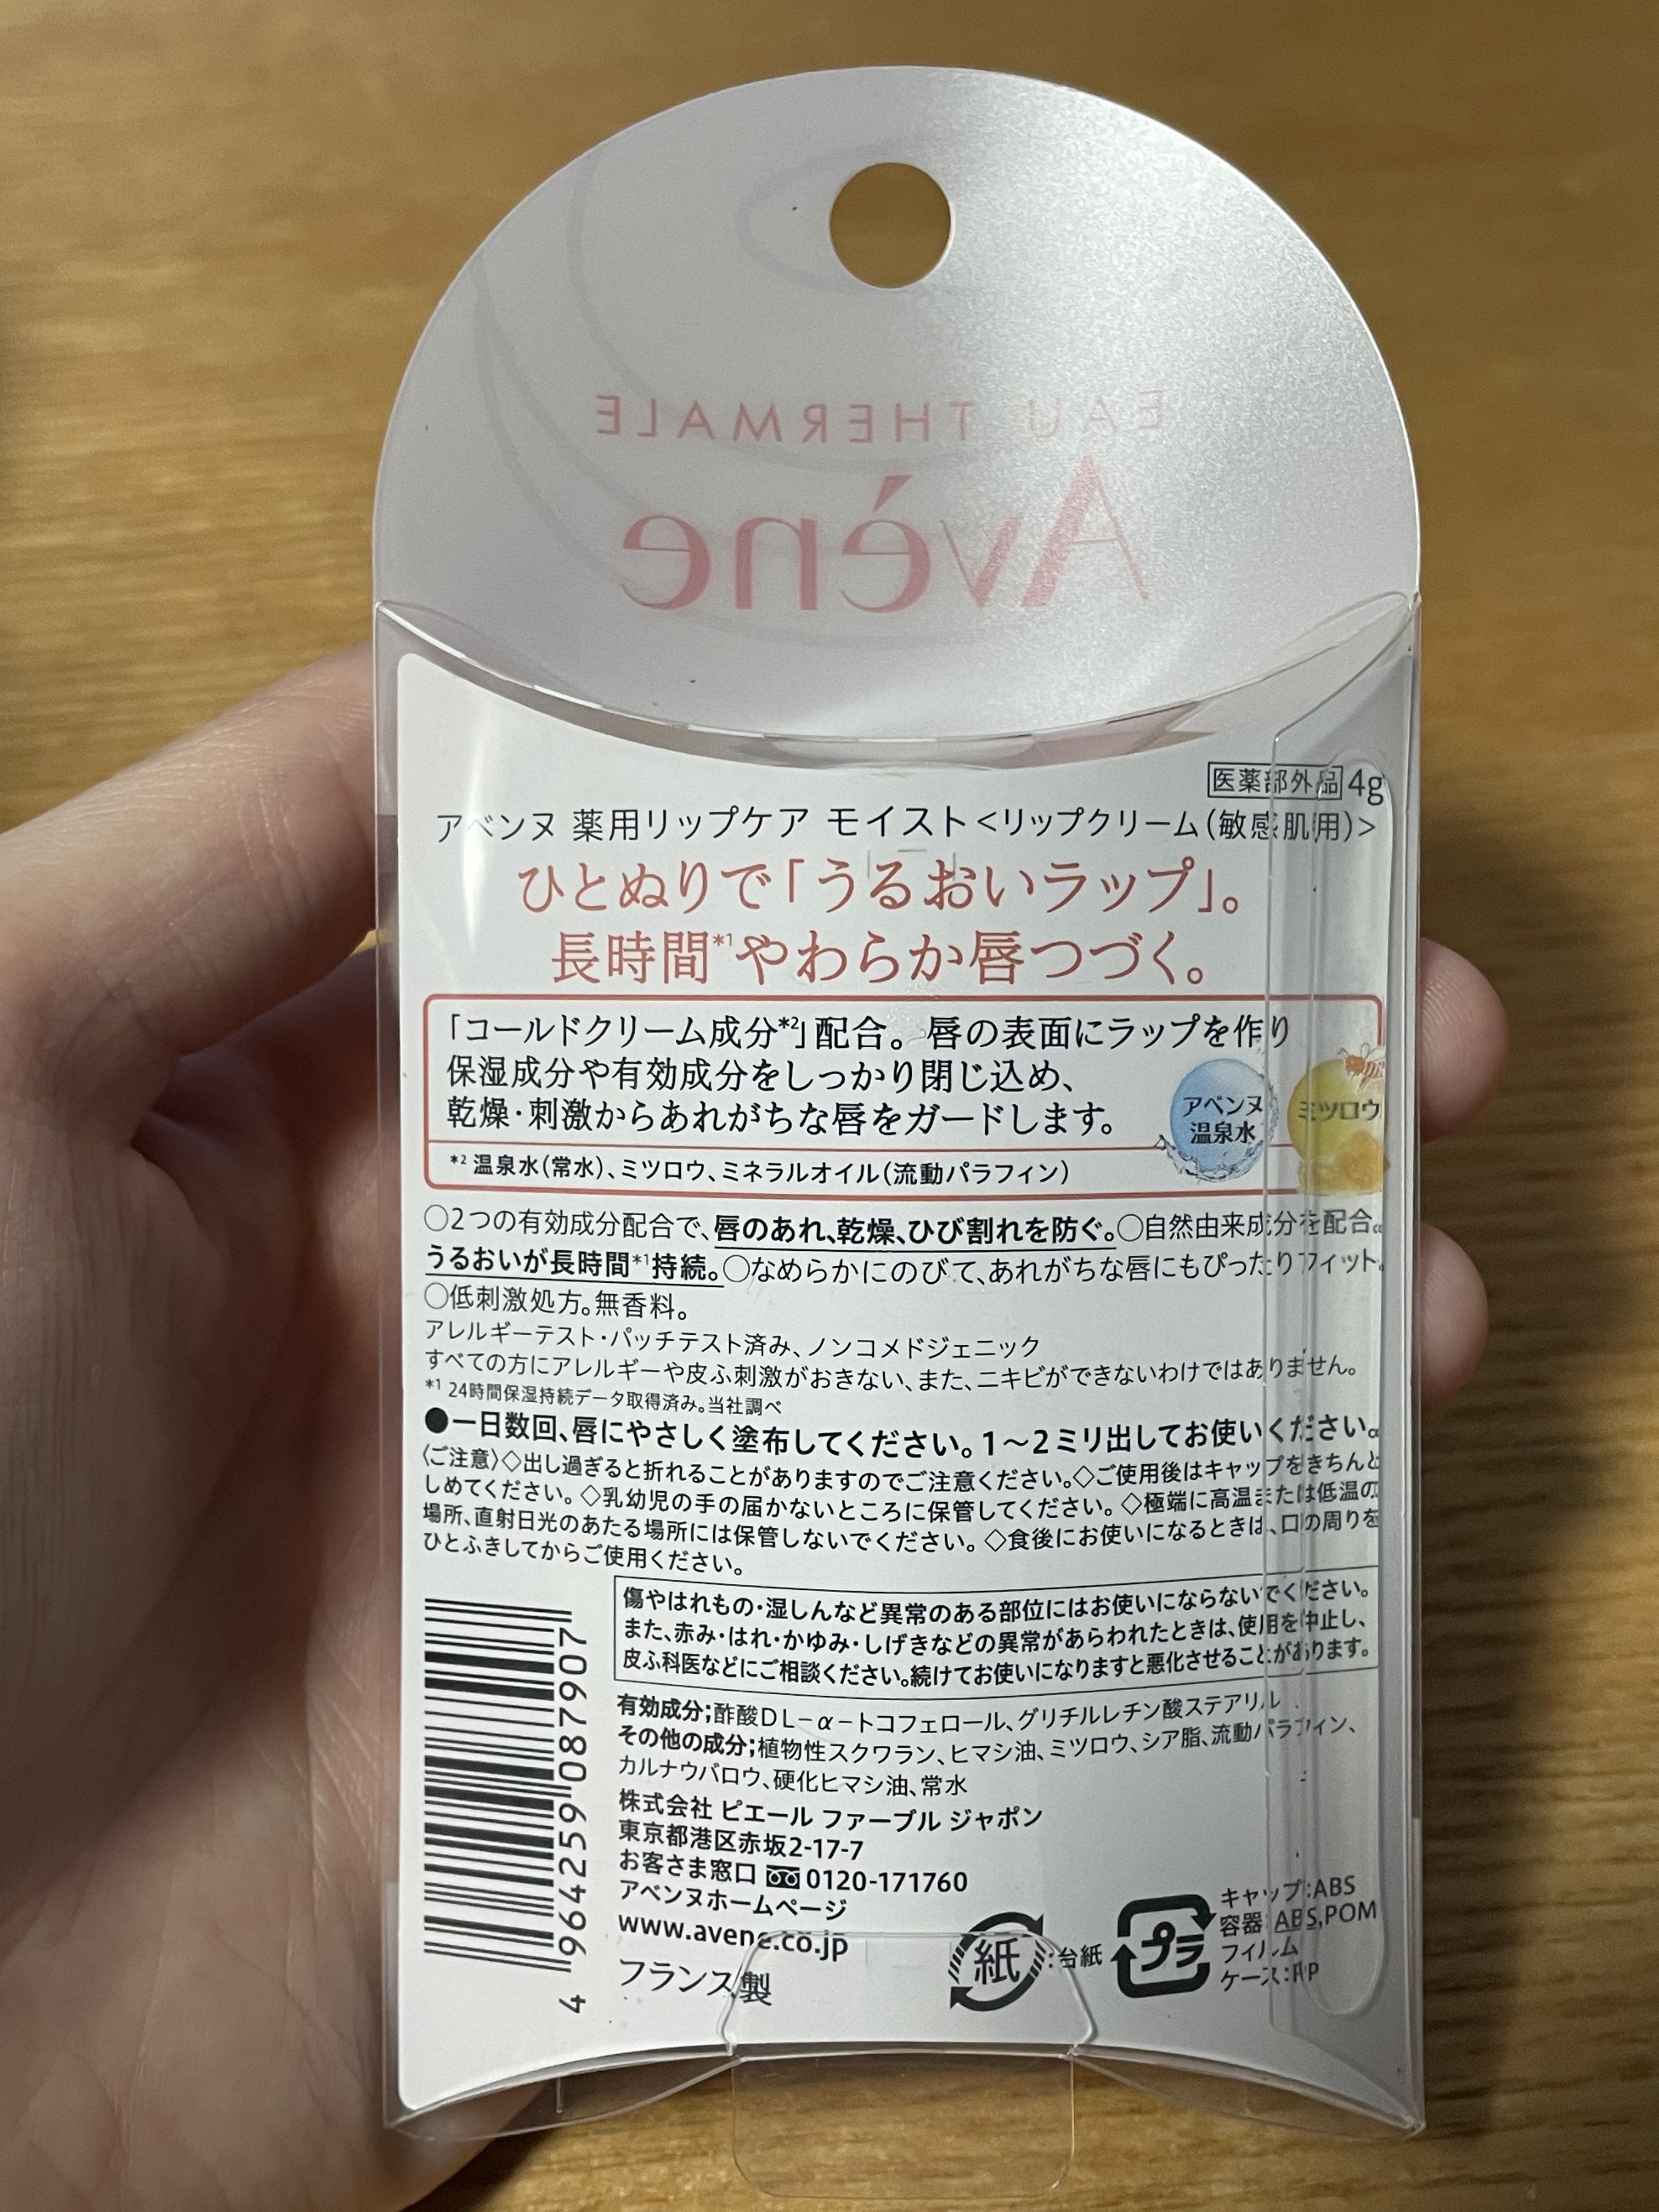 EAU THERMALE
Avène
医薬部外品 4g
アベンヌ 薬用リップケア モイスト<リップクリーム(敏感肌用)>
ひとぬりで「うるおいラップ」。
長時間*1やわらか唇つづく。
「コールドクリーム成分*2」配合。唇の表面にラップを作り
保湿成分や有効成分をしっかり閉じ込め、
乾燥・刺激からあれがちな唇をガードします。
アベンヌ
温泉水
ミツロウ
*2 温泉水(常水)、ミツロウ、ミネラルオイル(流動パラフィン)
○2つの有効成分配合で、唇のあれ、乾燥、ひび割れを防ぐ。○自然由来成分を配合。
うるおいが長時間*1持続。○なめらかにのびて、あれがちな唇にもぴったりフィット。
○低刺激処方。無香料。
アレルギーテスト・パッチテスト済み、ノンコメドジェニック
すべての方にアレルギーや皮ふ刺激がおきない、また、ニキビができないわけではありません。
*1 24時間保湿持続データ取得済み。当社調べ
●一日数回、唇にやさしく塗布してください。1〜2ミリ出してお使いください。
〈ご注意〉◇出し過ぎると折れることがありますのでご注意ください。◇ご使用後はキャップをきちんと
しめてください。◇乳幼児の手の届かないところに保管してください。◇極端に高温または低温の
場所、直射日光のあたる場所には保管しないでください。◇食後にお使いになるときは、口の周りを
ひとふきしてからご使用ください。
傷やはれもの・湿しんなど異常のある部位にはお使いにならないでください。
また、赤み・はれ・かゆみ・しげきなどの異常があらわれたときは、使用を中止し、
皮ふ科医などにご相談ください。続けてお使いになりますと悪化させることがあります。
有効成分;酢酸DL−α−トコフェロール、グリチルレチン酸ステアリル
その他の成分;植物性スクワラン、ヒマシ油、ミツロウ、シア脂、流動パラフィン、
カルナウバロウ、硬化ヒマシ油、常水
株式会社 ピエール ファーブル ジャポン
東京都港区赤坂2-17-7
お客さま窓口 0120-171760
アベンヌホームページ
www.avene.co.jp
フランス製
紙:台紙
プラ
キャップ:ABS
容器:ABS,POM
フィルム
ケース:PP
4 964259 087907